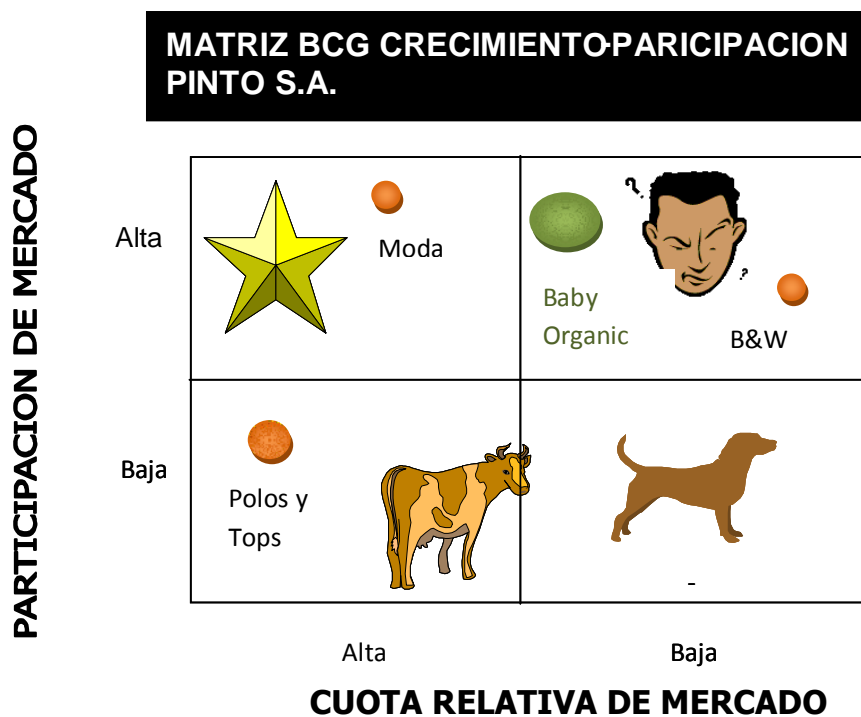 MATRIZ BCG CRECIMIENTO-PARICIPACION
PINTO S.A.
PARTICIPACION DE MERCADO
Alta
Moda
?
?
Baby
Organic
B&W
Baja
Polos y
Tops
-
Alta
Baja
CUOTA RELATIVA DE MERCADO